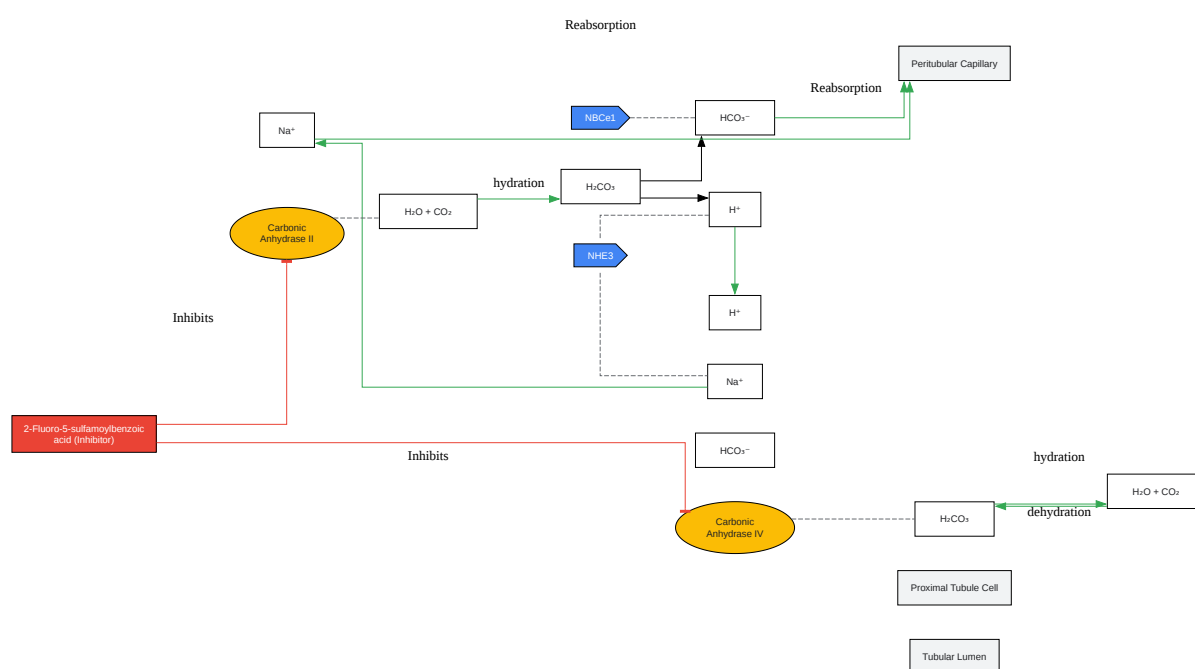 Reabsorption
Peritubular Capillary
Reabsorption
NBCe1
HCO₃⁻
Na⁺
hydration
H₂CO₃
H₂O + CO₂
H⁺
Carbonic
Anhydrase II
NHE3
H⁺
Inhibits
Na⁺
2-Fluoro-5-sulfamoylbenzoic
acid (Inhibitor)
Inhibits
HCO₃⁻
hydration
H₂O + CO₂
dehydration
H₂CO₃
Carbonic
Anhydrase IV
Proximal Tubule Cell
Tubular Lumen